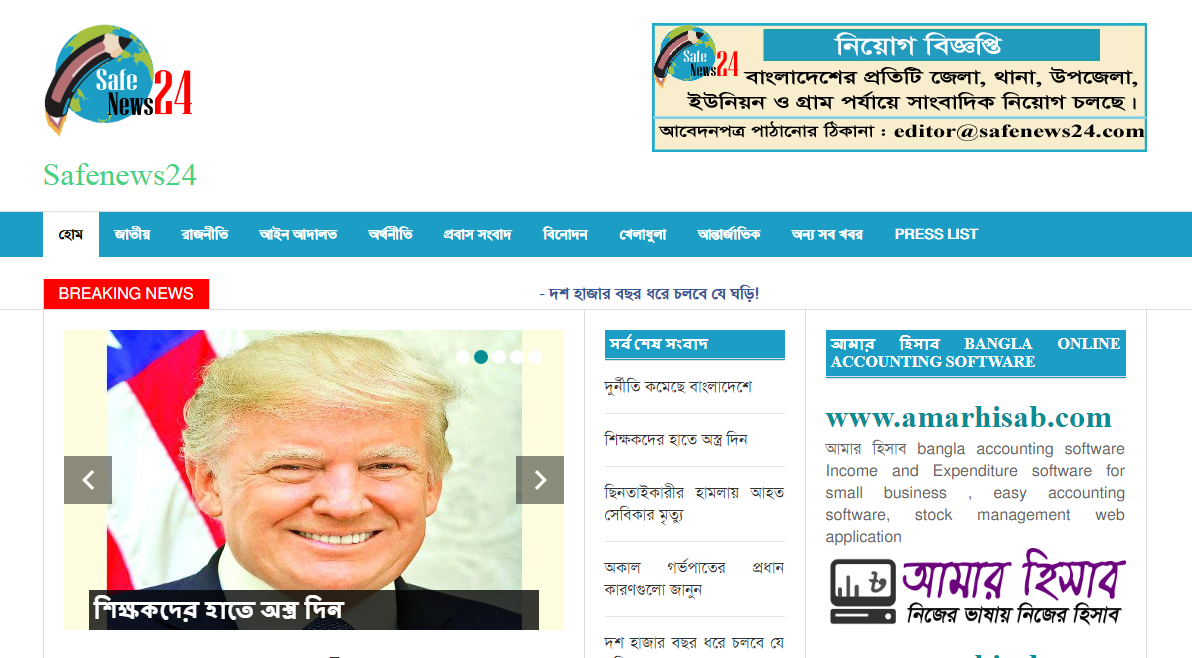 Safe
News24
Safenews24
Safe
News24
নিয়োগ বিজ্ঞপ্তি
বাংলাদেশের প্রতিটি জেলা, থানা, উপজেলা,
ইউনিয়ন ও গ্রাম পর্যায়ে সাংবাদিক নিয়োগ চলছে।
আবেদনপত্র পাঠানোর ঠিকানা : editor@safenews24.com
হোম জাতীয় রাজনীতি আইন আদালত অর্থনীতি প্রবাস সংবাদ বিনোদন খেলাধুলা আন্তর্জাতিক অন্য সব খবর PRESS LIST
BREAKING NEWS - দশ হাজার বছর ধরে চলবে যে ঘড়ি!
শিক্ষকদের হাতে অস্ত্র দিন
সর্ব শেষ সংবাদ
দুর্নীতি কমেছে বাংলাদেশে
শিক্ষকদের হাতে অস্ত্র দিন
ছিনতাইকারীর হামলায় আহত
সেবিকার মৃত্যু
অকাল গর্ভপাতের প্রধান
কারণগুলো জানুন
দশ হাজার বছর ধরে চলবে যে
আমার হিসাব BANGLA ONLINE
ACCOUNTING SOFTWARE
www.amarhisab.com
আমার হিসাব bangla accounting software
Income and Expenditure software for
small business , easy accounting
software, stock management web
application
৳ আমার হিসাব
নিজের ভাষায় নিজের হিসাব